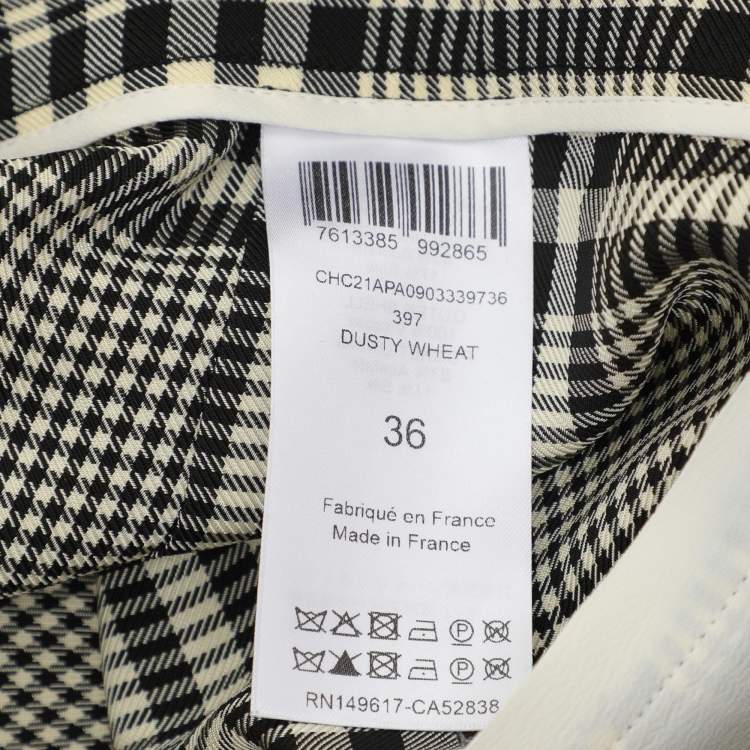 7613385 992865
CHC21APA0903339736
397
DUSTY WHEAT
36
Fabriqué en France
Made in France
RN149617-CA52838